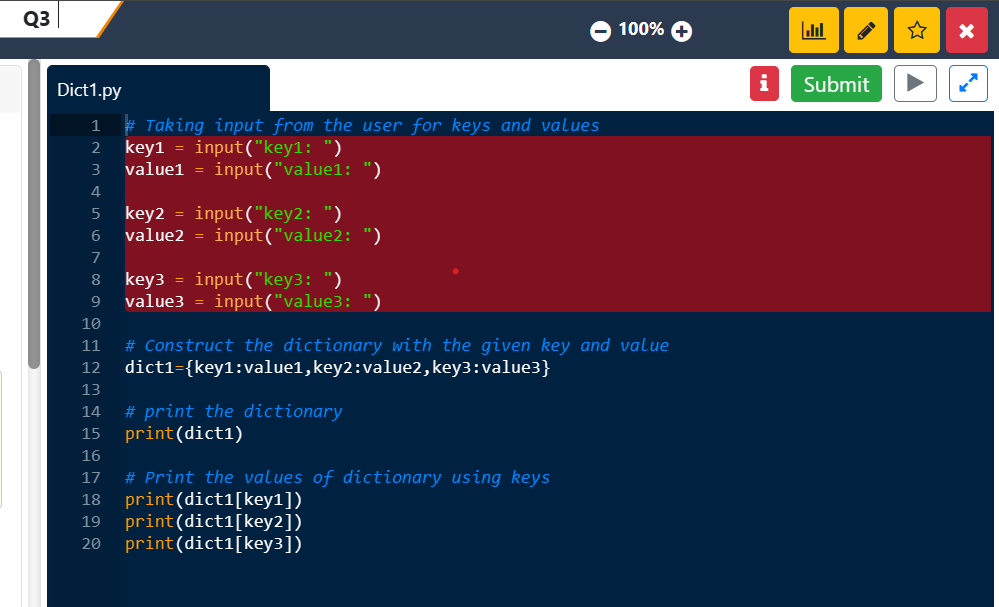 Q3
100%
Dict1.py
Submit
1 # Taking input from the user for keys and values
2 key1 = input("key1: ")
3 value1 = input("value1: ")
4
5 key2 = input("key2: ")
6 value2 = input("value2: ")
7
8 key3 = input("key3: ")
9 value3 = input("value3: ")
10
11 # Construct the dictionary with the given key and value
12 dict1={key1:value1,key2:value2,key3:value3}
13
14 # print the dictionary
15 print(dict1)
16
17 # Print the values of dictionary using keys
18 print(dict1[key1])
19 print(dict1[key2])
20 print(dict1[key3])